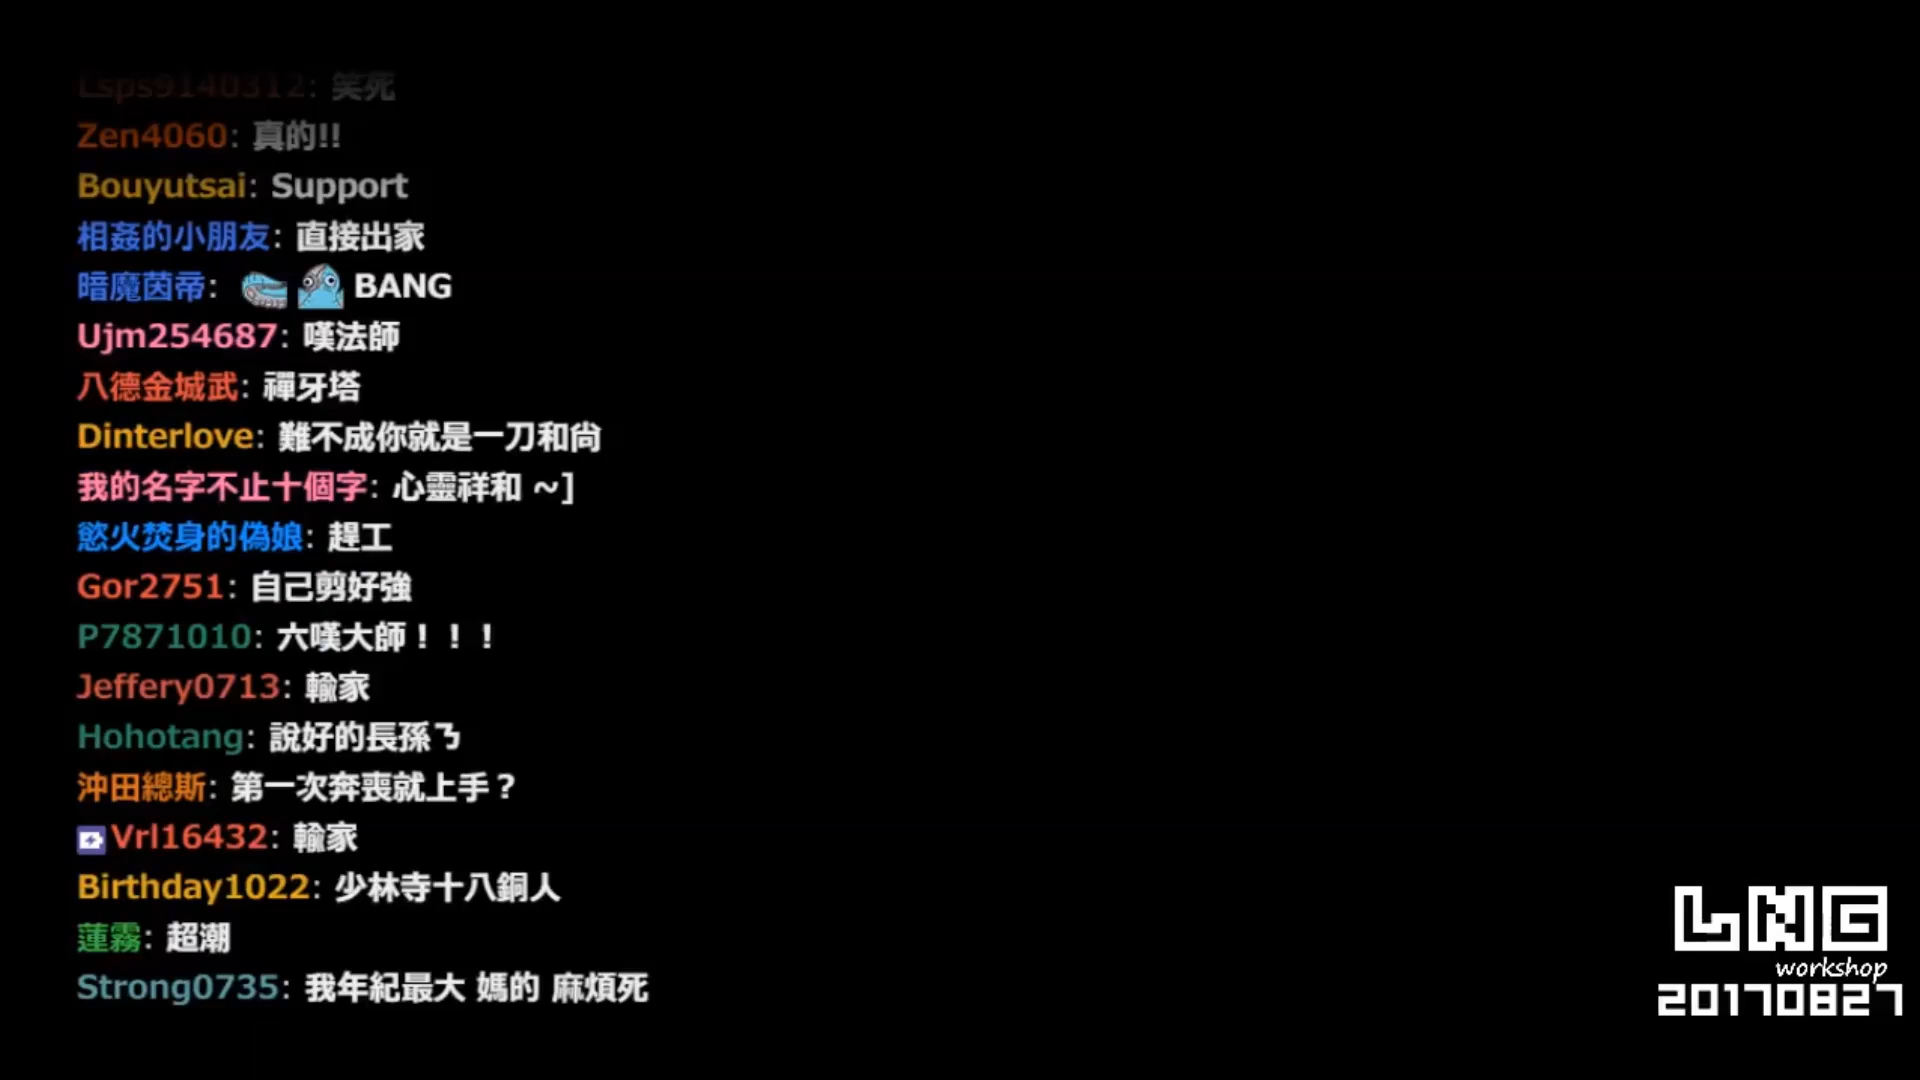 Lsps9140312: 笑死
Zen4060: 真的!!
Bouyutsai: Support
相姦的小朋友: 直接出家
暗魔茵帝: BANG
Ujm254687: 嘆法師
八德金城武: 禪牙塔
Dinterlove: 難不成你就是一刀和尚
我的名字不止十個字: 心靈祥和 ~]
慾火焚身的偽娘: 趕工
Gor2751: 自己剪好強
P7871010: 六嘆大師！！！
Jeffery0713: 輸家
Hohotang: 說好的長孫ㄋ
沖田總斯: 第一次奔喪就上手？
Vrl16432: 輸家
Birthday1022: 少林寺十八銅人
蓮霧: 超潮
Strong0735: 我年紀最大 媽的 麻煩死
LNG
workshop
20170827